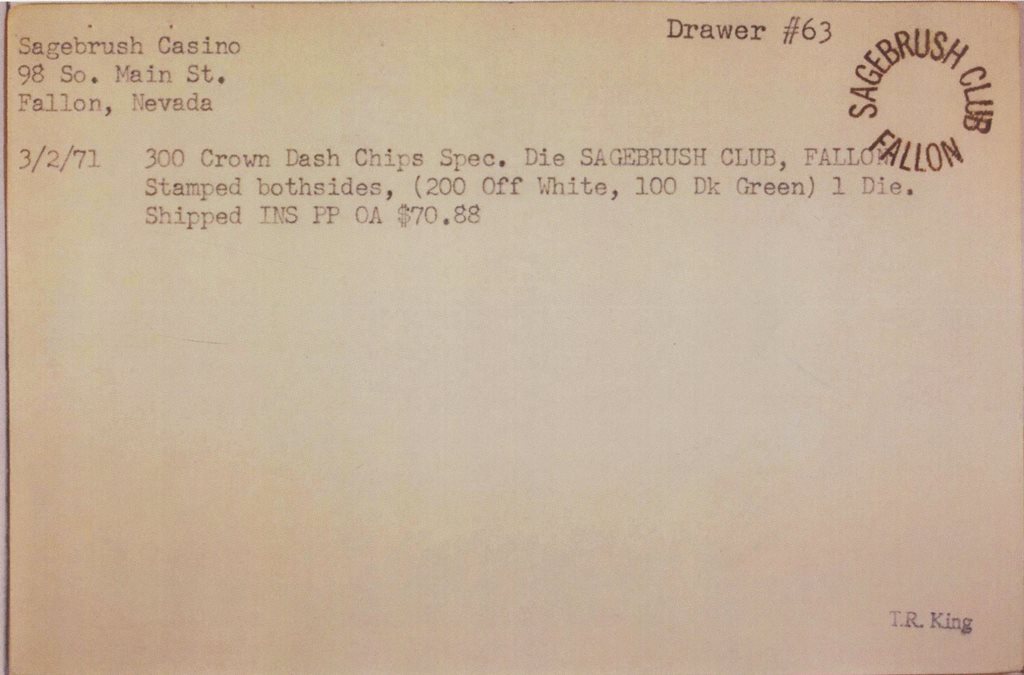 Drawer #63
Sagebrush Casino
98 So. Main St.
Fallon, Nevada
SAGEBRUSH CLUB
FALLON
3/2/71 300 Crown Dash Chips Spec. Die SAGEBRUSH CLUB, FALLON
Stamped bothsides, (200 Off White, 100 Dk Green) 1 Die.
Shipped INS PP OA $70.88
T.R. King